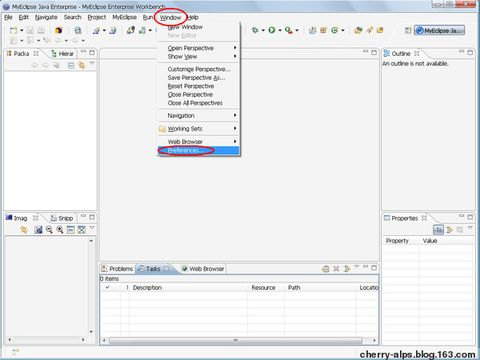 MyEclipse Java Enterprise - MyEclipse Enterprise Workbench
File Edit Navigate Search Project MyEclipse Run Window Help
New Window
New Editor
Open Perspective
Show View
Customize Perspective...
Save Perspective As...
Reset Perspective
Close Perspective
Close All Perspectives
Navigation
Working Sets
Web Browser
Preferences...
MyEclipse Ja...
Packa Hierar
Outline
An outline is not available.
Imag Snipp
Properties
Property Value
Problems Tasks Web Browser
0 items
! Description Resource Path Locatio
cherry-alps.blog.163.com